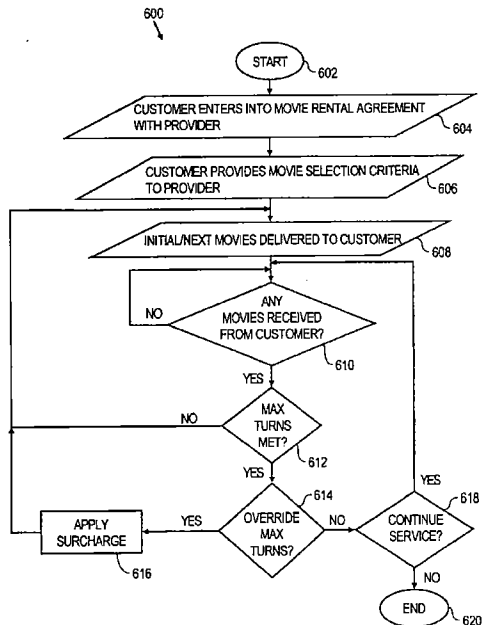 600
START
602
CUSTOMER ENTERS INTO MOVIE RENTAL AGREEMENT
WITH PROVIDER
604
CUSTOMER PROVIDES MOVIE SELECTION CRITERIA
TO PROVIDER
606
INITIAL/NEXT MOVIES DELIVERED TO CUSTOMER
608
ANY
MOVIES RECEIVED
FROM CUSTOMER?
NO
610
YES
MAX
TURNS
MET?
NO
612
YES
614
OVERRIDE
MAX
TURNS?
YES
NO
APPLY
SURCHARGE
616
YES
618
CONTINUE
SERVICE?
NO
END
620